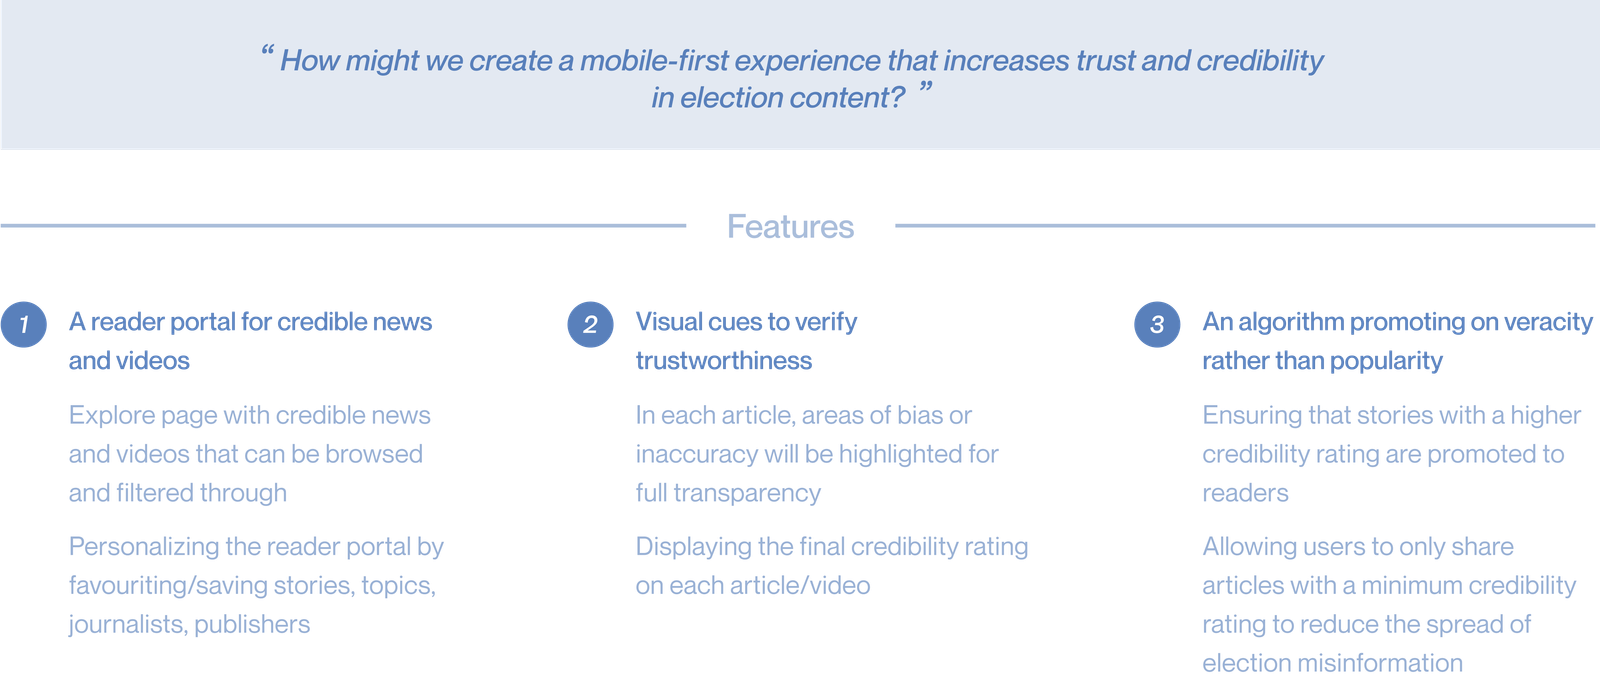 “ How might we create a mobile-first experience that increases trust and credibility
in election content? ”
Features
1
A reader portal for credible news
and videos
Explore page with credible news
and videos that can be browsed
and filtered through
Personalizing the reader portal by
favouriting/saving stories, topics,
journalists, publishers
2
Visual cues to verify
trustworthiness
In each article, areas of bias or
inaccuracy will be highlighted for
full transparency
Displaying the final credibility rating
on each article/video
3
An algorithm promoting on veracity
rather than popularity
Ensuring that stories with a higher
credibility rating are promoted to
readers
Allowing users to only share
articles with a minimum credibility
rating to reduce the spread of
election misinformation